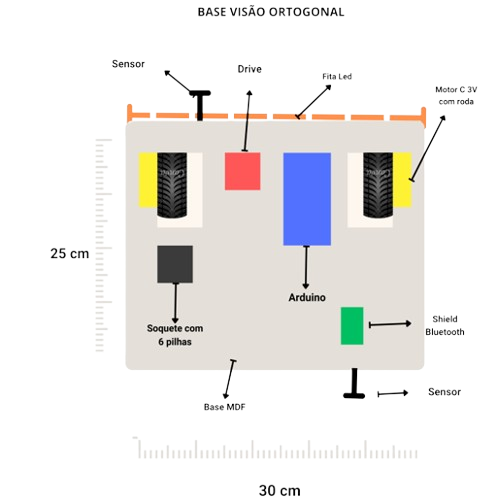 BASE VISÃO ORTOGONAL
Sensor
Drive
Fita Led
Motor C 3V
com roda
25 cm
Arduino
Soquete com
6 pilhas
Shield
Bluetooth
Sensor
Base MDF
30 cm